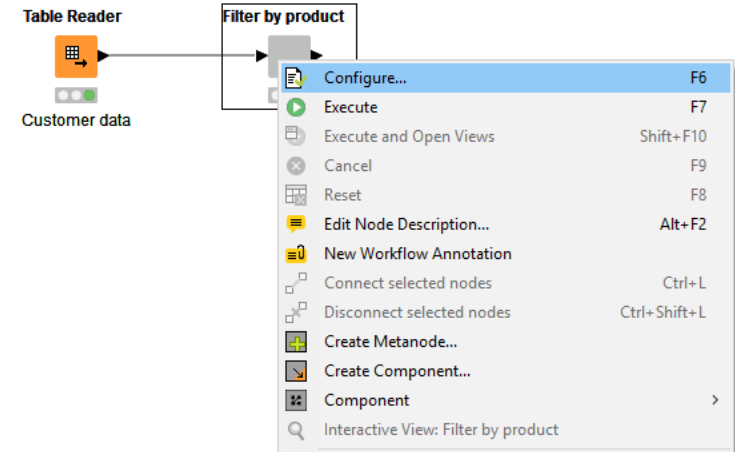 Table Reader
Filter by product
Customer data
Configure... F6
Execute F7
Execute and Open Views Shift+F10
Cancel F9
Reset F8
Edit Node Description... Alt+F2
New Workflow Annotation
Connect selected nodes Ctrl+L
Disconnect selected nodes Ctrl+Shift+L
Create Metanode...
Create Component...
Component
Interactive View: Filter by product